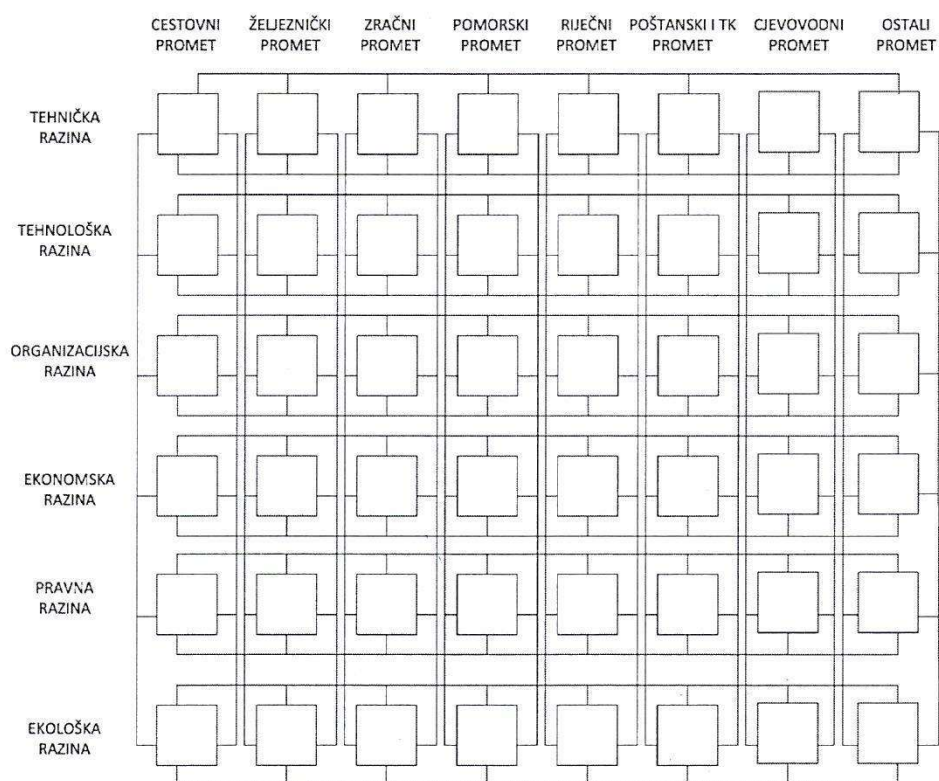 CESTOVNI PROMET
ŽELJEZNIČKI PROMET
ZRAČNI PROMET
POMORSKI PROMET
RIJEČNI PROMET
POŠTANSKI I TK PROMET
CJEVOVODNI PROMET
OSTALI PROMET
TEHNIČKA
RAZINA
TEHNOLOŠKA
RAZINA
ORGANIZACIJSKA
RAZINA
EKONOMSKA
RAZINA
PRAVNA
RAZINA
EKOLOŠKA
RAZINA